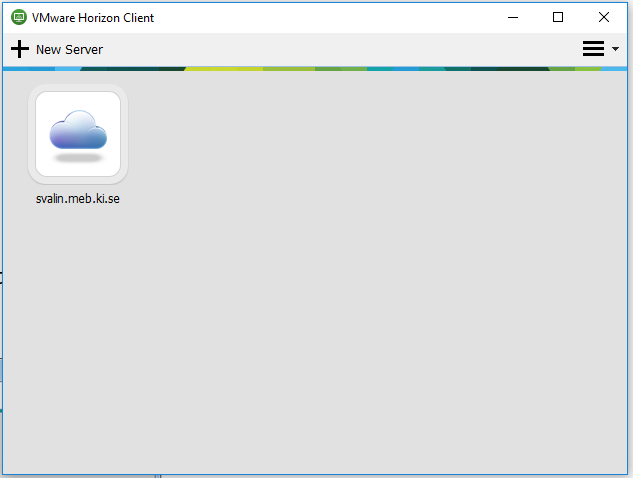 VMware Horizon Client
New Server
svalin.meb.ki.se